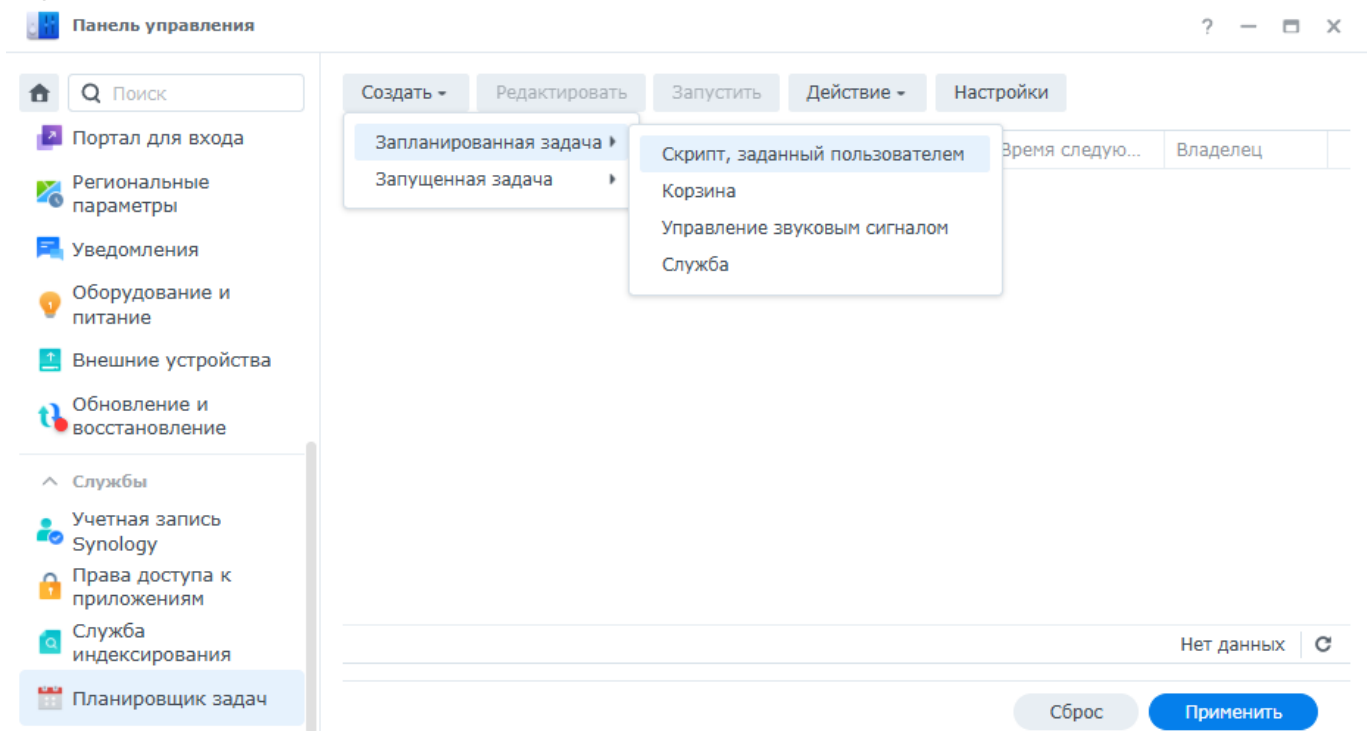 Панель управления
?
Поиск
Создать
Редактировать
Запустить
Действие
Настройки
Портал для входа
Региональные
параметры
Уведомления
Оборудование и
питание
Внешние устройства
Обновление и
восстановление
Службы
Учетная запись
Synology
Права доступа к
приложениям
Служба
индексирования
Планировщик задач
Запланированная задача
Запущенная задача
Скрипт, заданный пользователем
Корзина
Управление звуковым сигналом
Служба
Время следую...
Владелец
Нет данных
Сброс
Применить